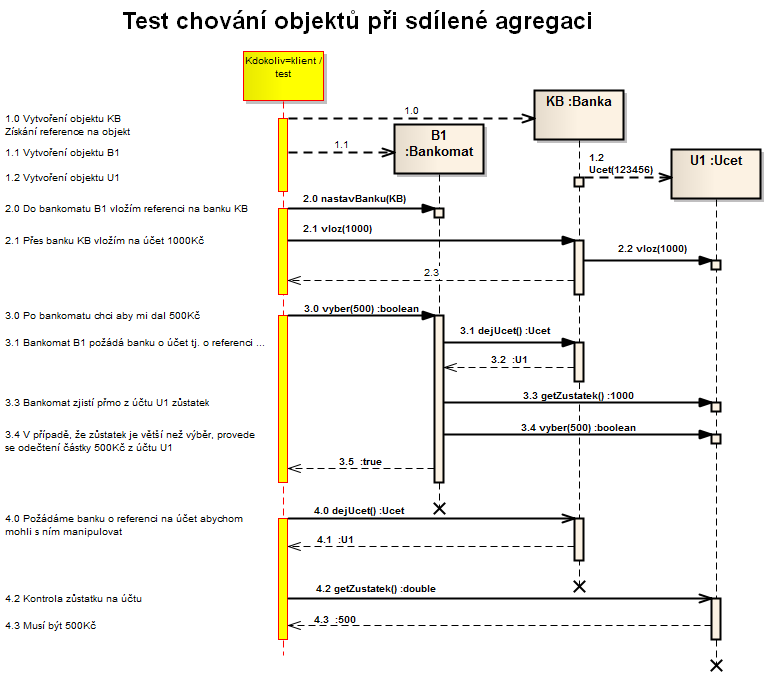 Test chování objektů při sdílené agregaci
Kdokoliv=klient /
test
KB :Banka
1.0 Vytvoření objektu KB
Získání reference na objekt
1.0
B1
:Bankomat
1.1 Vytvoření objektu B1
1.1
1.2
Ucet(123456)
U1 :Ucet
1.2 Vytvoření objektu U1
2.0 Do bankomatu B1 vložím referenci na banku KB
2.0 nastavBanku(KB)
2.1 Přes banku KB vložím na účet 1000Kč
2.1 vloz(1000)
2.2 vloz(1000)
2.3
3.0 Po bankomatu chci aby mi dal 500Kč
3.0 vyber(500) :boolean
3.1 Bankomat B1 požádá banku o účet tj. o referenci ...
3.1 dejUcet() :Ucet
3.2 :U1
3.3 Bankomat zjistí přmo z účtu U1 zůstatek
3.3 getZustatek() :1000
3.4 V případě, že zůstatek je větší než výběr, provede
se odečtení částky 500Kč z účtu U1
3.4 vyber(500) :boolean
3.5 :true
4.0 Požádáme banku o referenci na účet abychom
mohli s ním manipulovat
4.0 dejUcet() :Ucet
4.1 :U1
4.2 Kontrola zůstatku na účtu
4.2 getZustatek() :double
4.3 Musí být 500Kč
4.3 :500